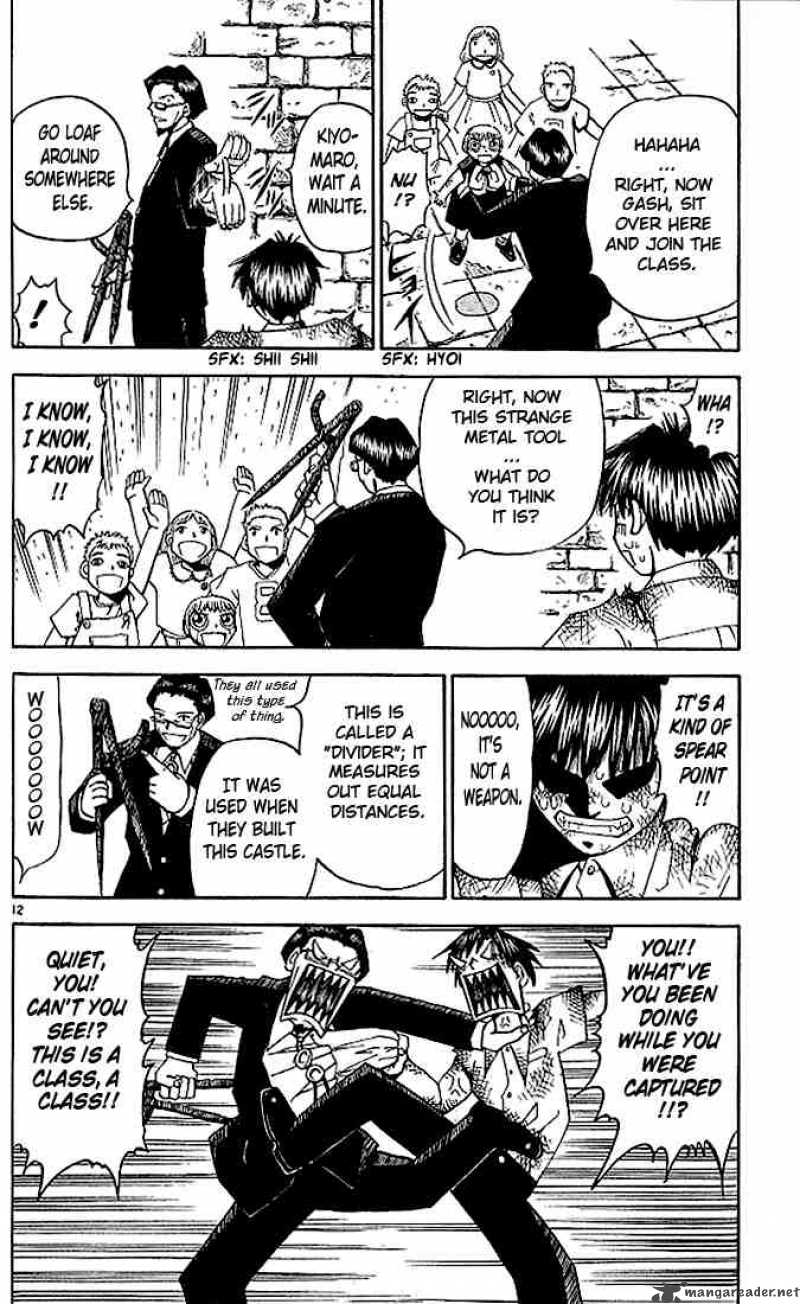 HAHAHA
...
RIGHT, NOW
GASH, SIT
OVER HERE
AND JOIN THE
CLASS.
NU
!?
SFX: HYOI
KIYO-
MARO,
WAIT A
MINUTE.
GO LOAF
AROUND
SOMEWHERE
ELSE.
!
SFX: SHII SHII
WHA
!?
RIGHT, NOW
THIS STRANGE
METAL TOOL
...
WHAT DO
YOU THINK
IT IS?
I KNOW,
I KNOW,
I KNOW
!!
B
IT'S A
KIND OF
SPEAR
POINT
!!
NOOOOO,
IT'S
NOT A
WEAPON.
THIS IS
CALLED A
"DIVIDER"; IT
MEASURES
OUT EQUAL
DISTANCES.
They all used
this type
of thing.
IT WAS
USED WHEN
THEY BUILT
THIS CASTLE.
WOOOOOOOW
12
YOU!!
WHAT'VE
YOU BEEN
DOING
WHILE YOU
WERE
CAPTURED
!!?
QUIET,
YOU!
CAN'T YOU
SEE!?
THIS IS A
CLASS, A
CLASS!!
mangareader.net